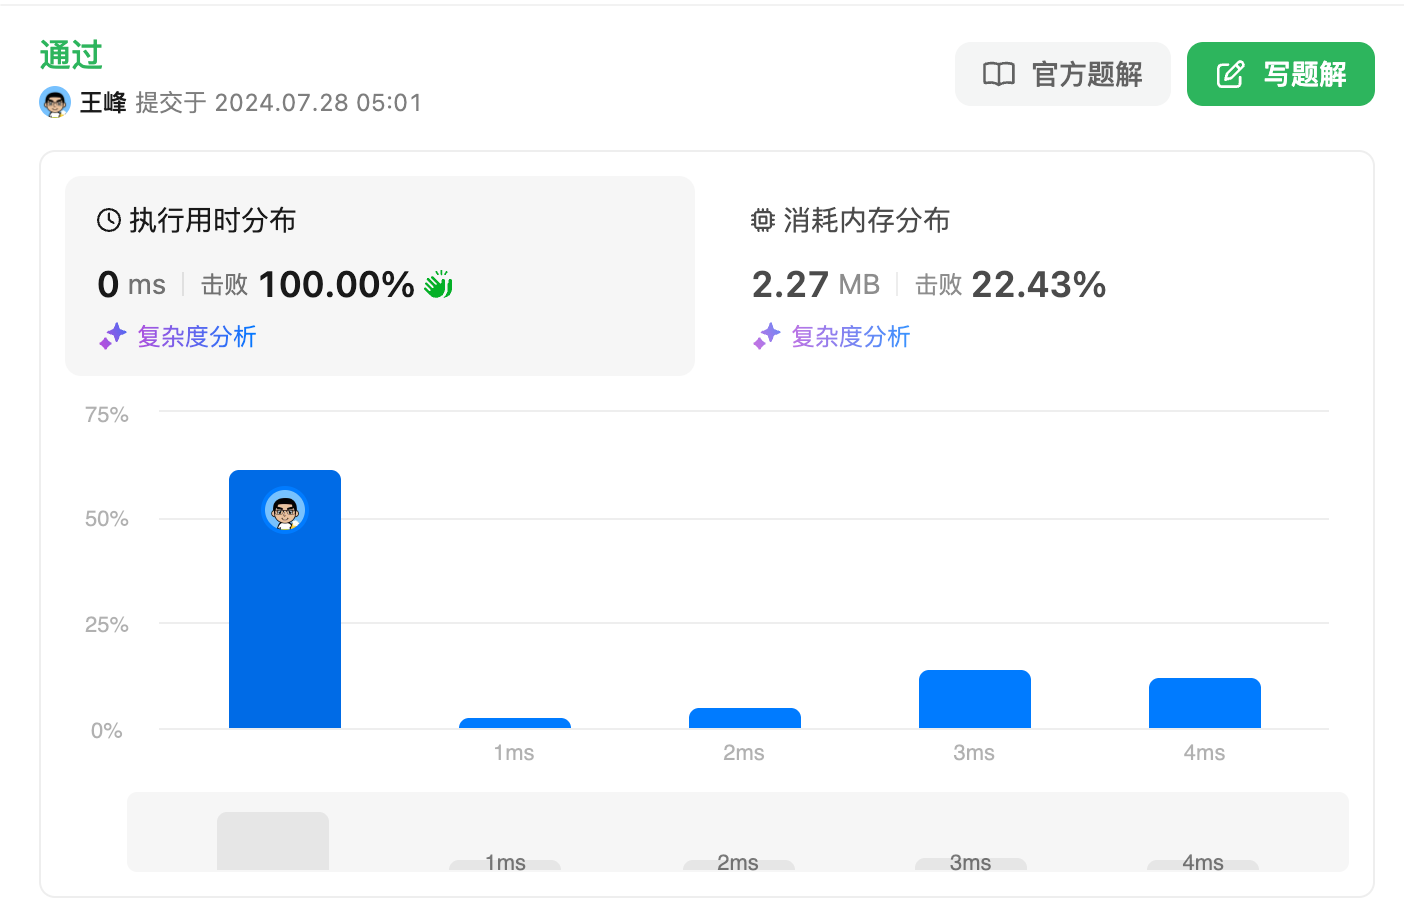 通过
王峰 提交于 2024.07.28 05:01
官方题解
写题解
执行用时分布
0 ms 击败 100.00%
复杂度分析
消耗内存分布
2.27 MB 击败 22.43%
复杂度分析
75%
50%
25%
0%
1ms 2ms 3ms 4ms
1ms 2ms 3ms 4ms